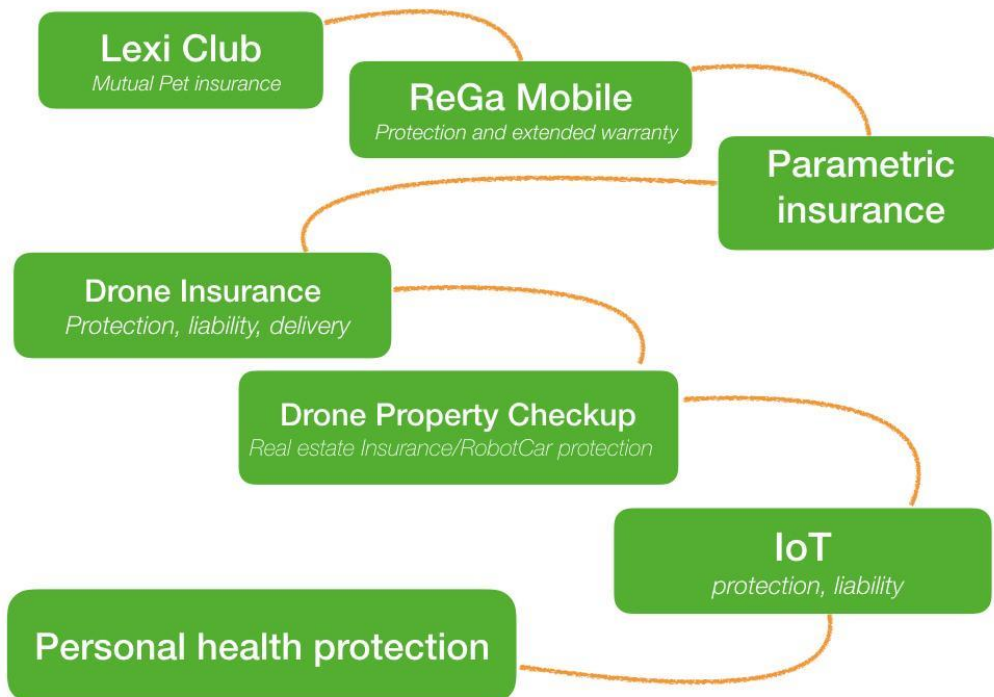 Lexi Club
Mutual Pet insurance
ReGa Mobile
Protection and extended warranty
Parametric
insurance
Drone Insurance
Protection, liability, delivery
Drone Property Checkup
Real estate Insurance/RobotCar protection
IoT
protection, liability
Personal health protection